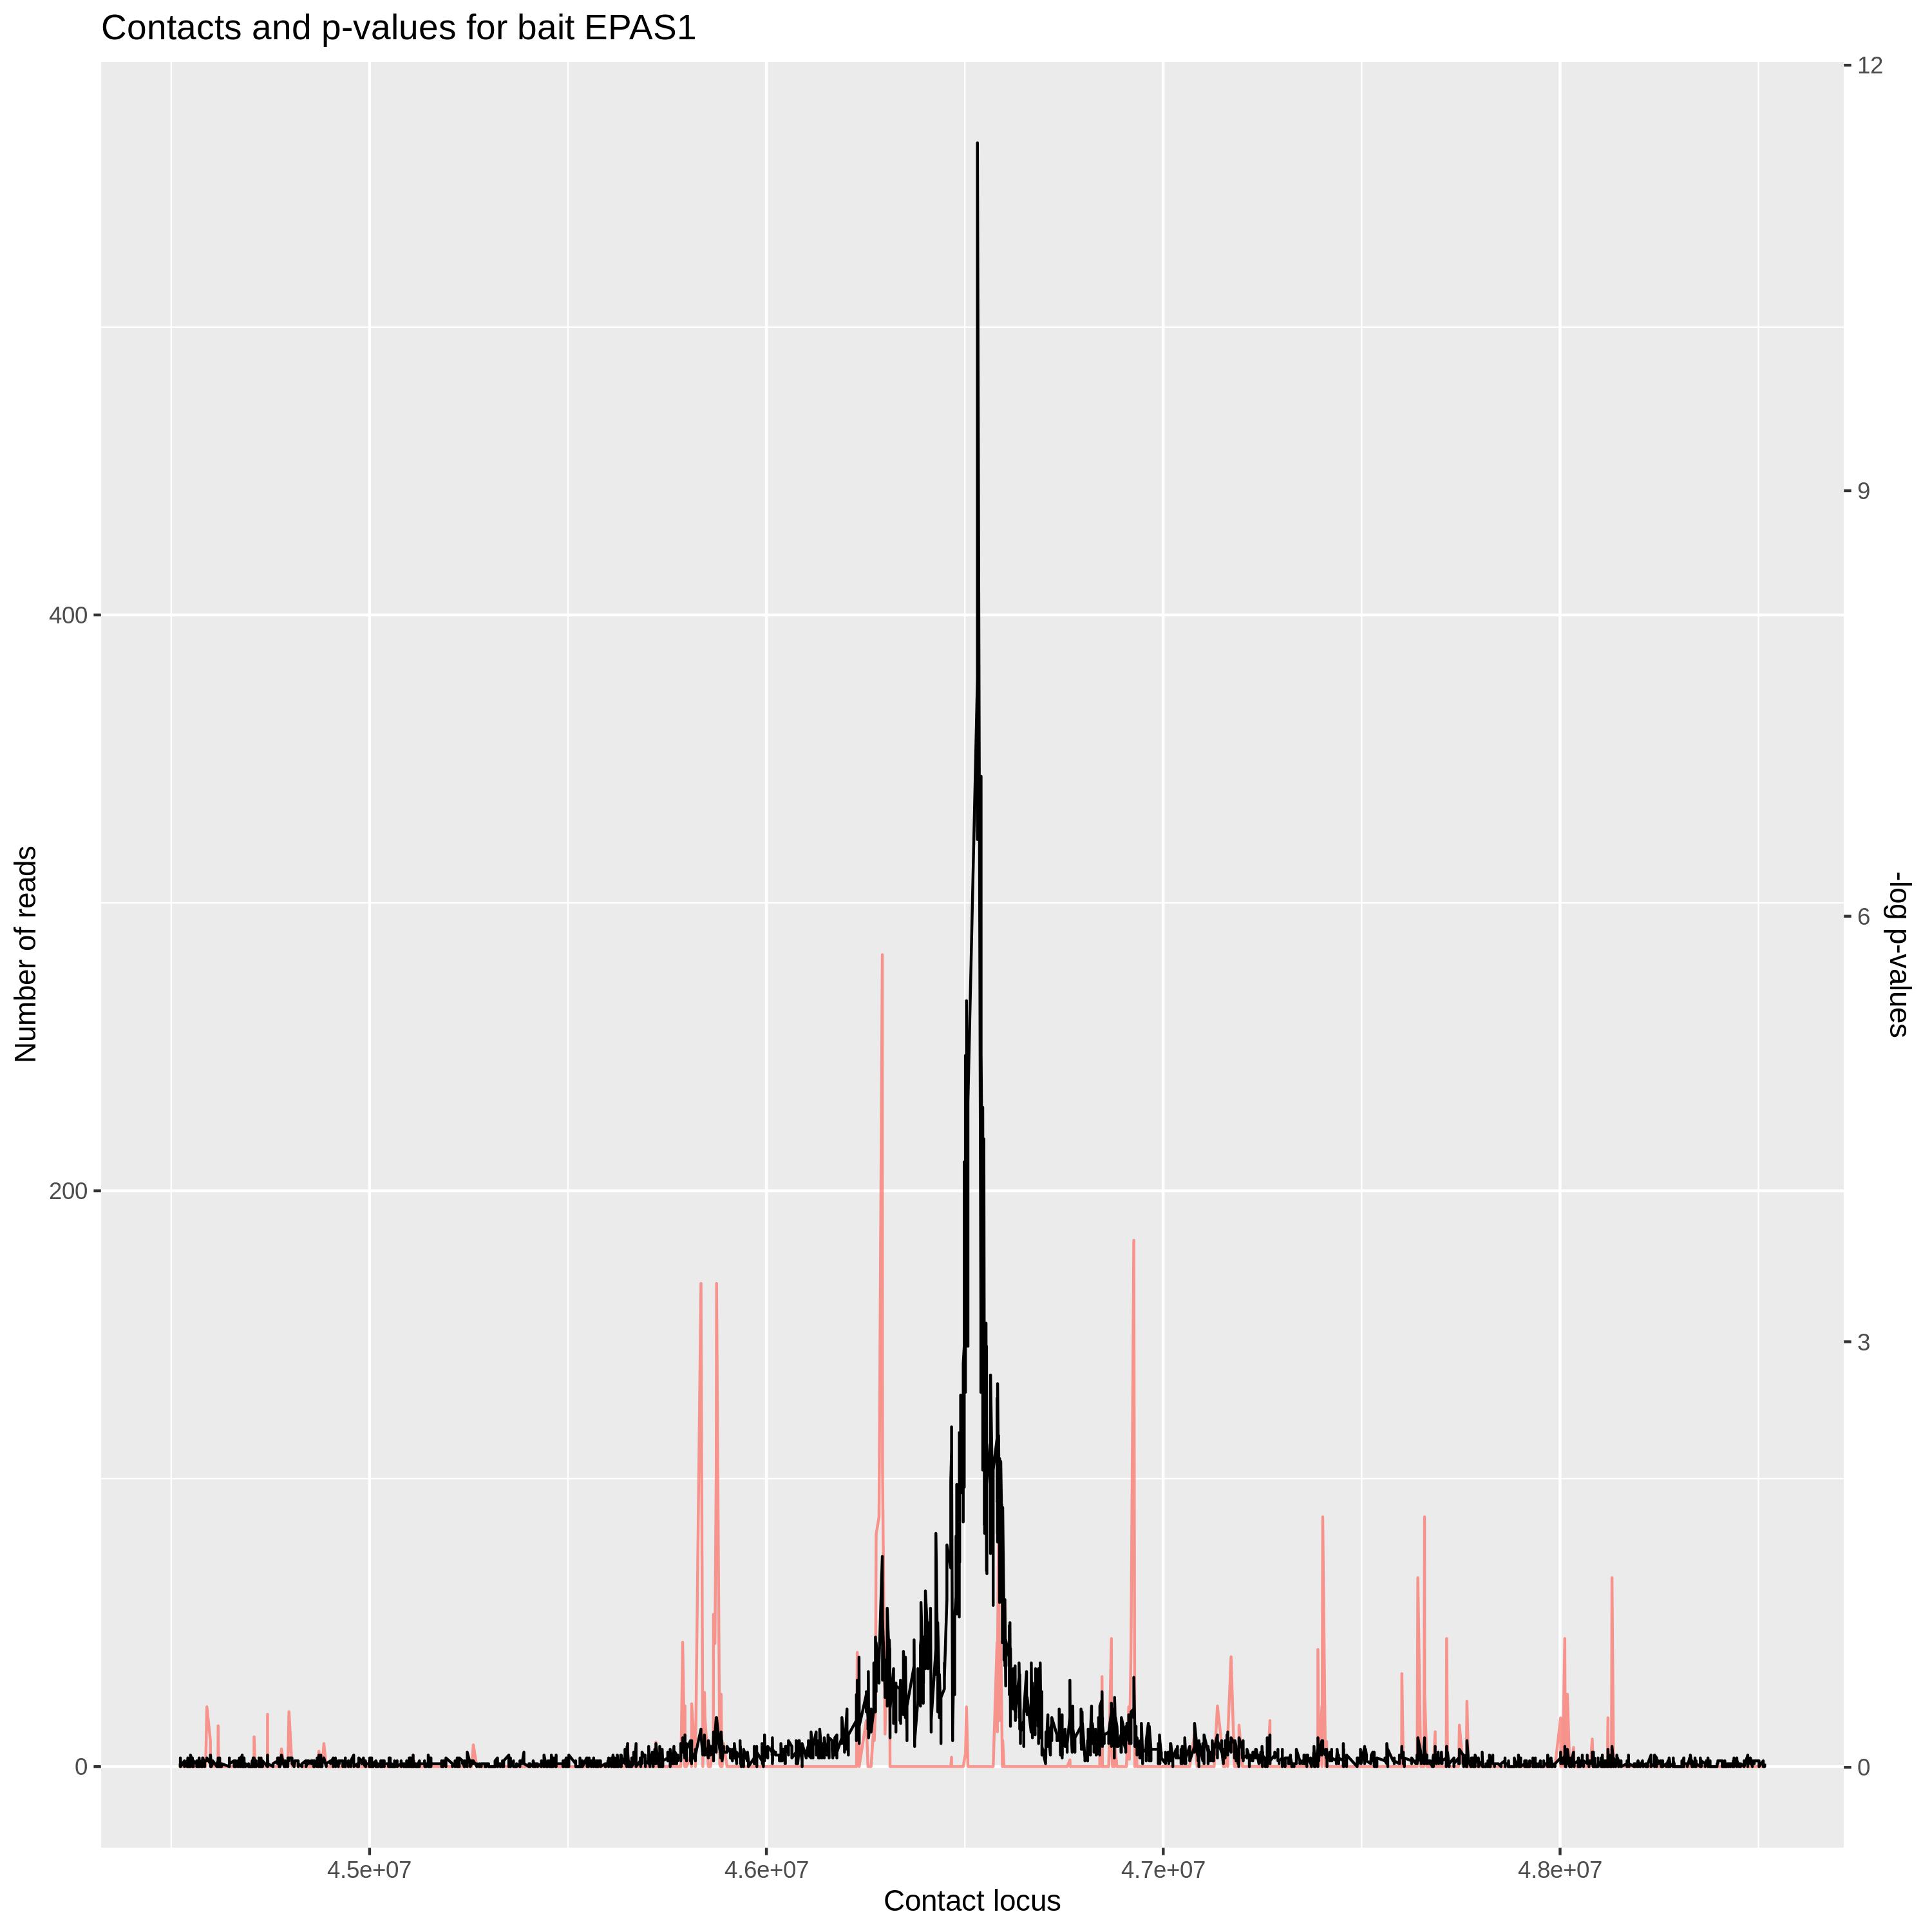 Contacts and p-values for bait EPAS1
12
9
400
6
Number of reads
-log p-values
200
3
0
0
4.5e+07
4.6e+07
4.7e+07
4.8e+07
Contact locus